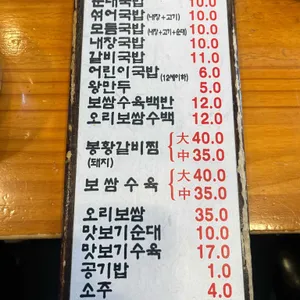 순대국밥 10.0
섞어국밥(내장+고기) 10.0
모듬국밥(내장+고기+순대) 10.0
내장국밥 10.0
갈비국밥 11.0
어린이국밥(12세이하) 6.0
왕만두 5.0
보쌈수육백반 12.0
오리보쌈수백 12.0
봉황갈비찜(돼지) 大 40.0
中 35.0
보쌈수육 大 40.0
中 35.0
오리보쌈 35.0
맛보기순대 10.0
맛보기수육 17.0
공기밥 1.0
소주 4.0